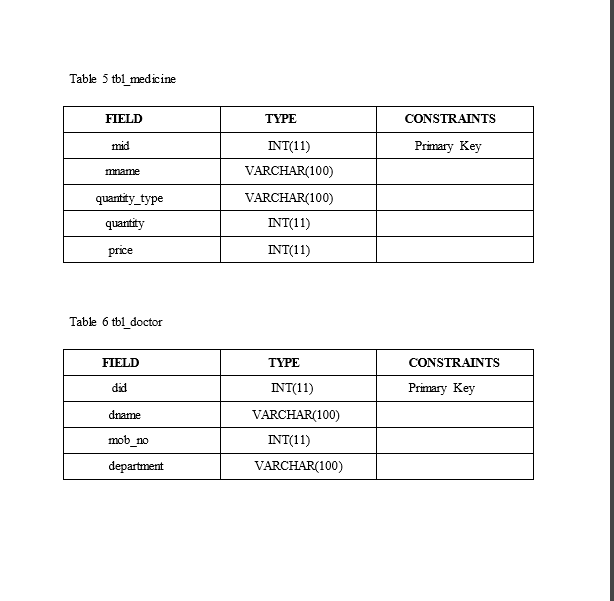 Table 5 tbl_medicine
FIELD TYPE CONSTRAINTS
mid INT(11) Primary Key
mname VARCHAR(100)
quantity_type VARCHAR(100)
quantity INT(11)
price INT(11)
Table 6 tbl_doctor
FIELD TYPE CONSTRAINTS
did INT(11) Primary Key
dname VARCHAR(100)
mob_no INT(11)
department VARCHAR(100)